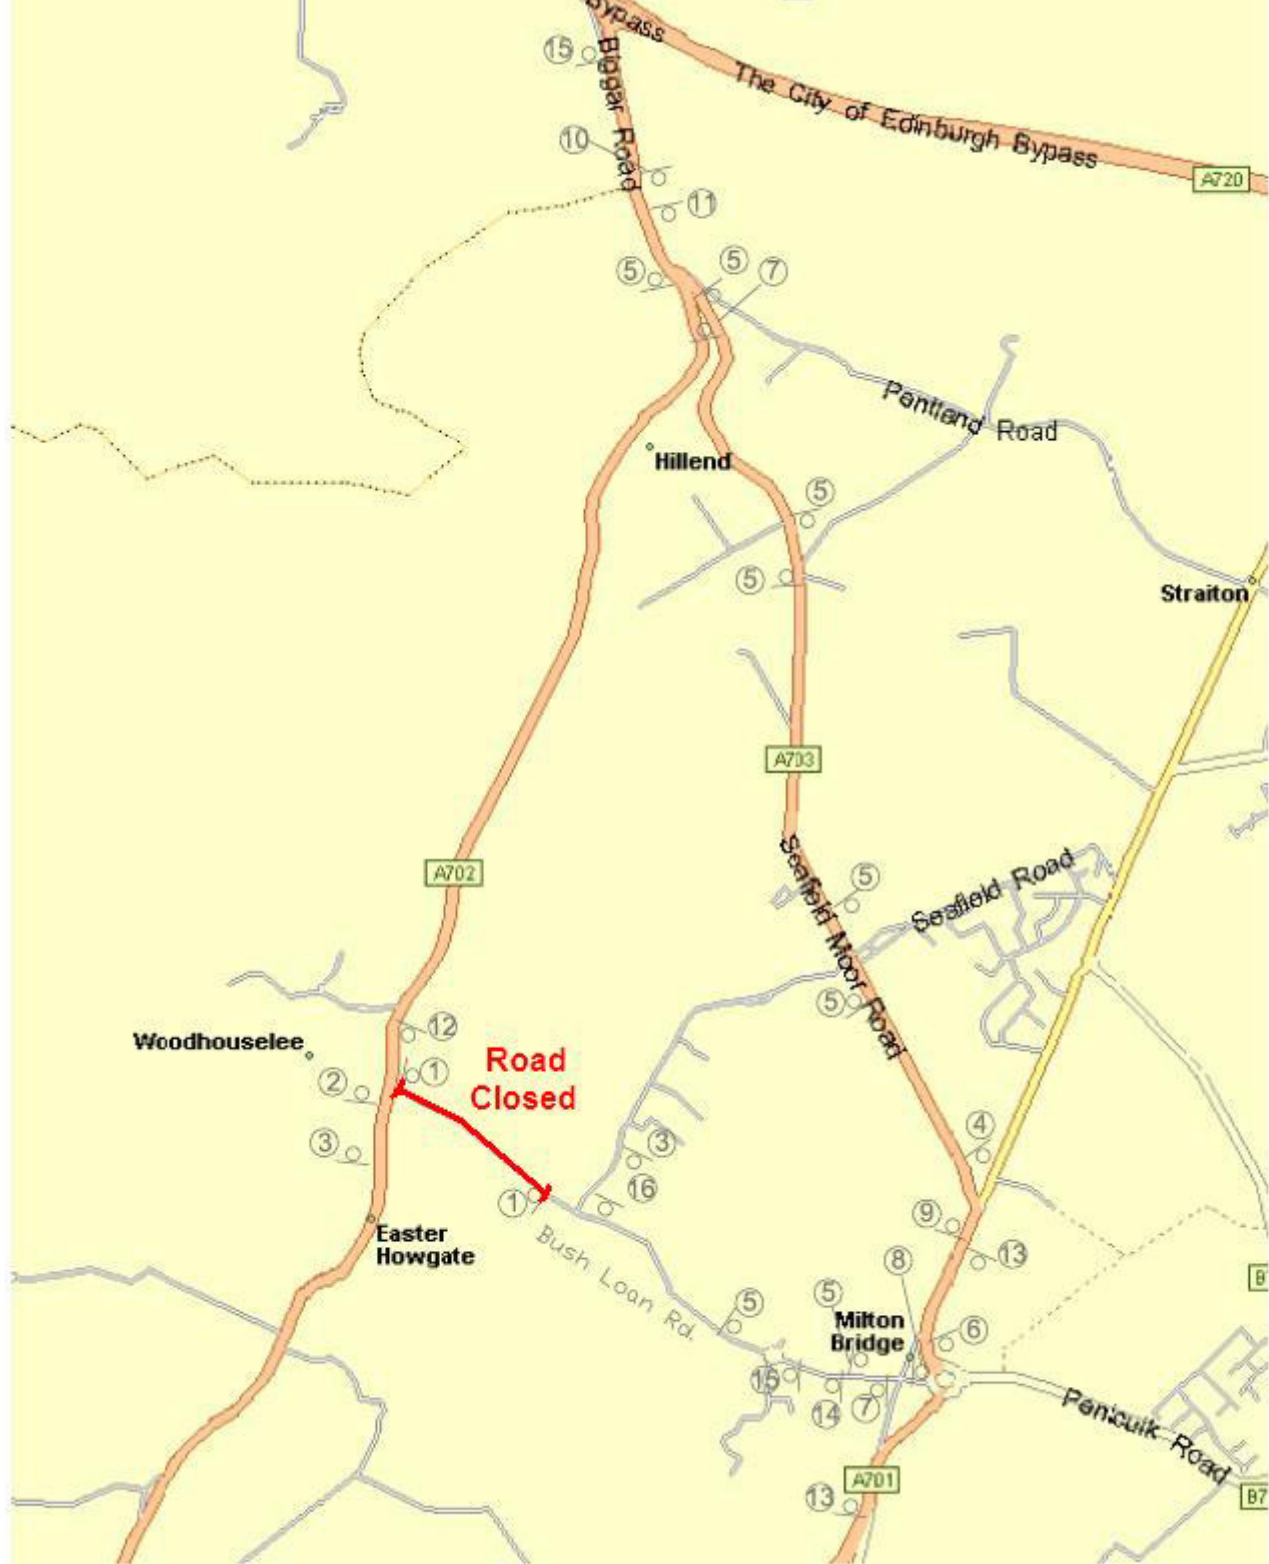 Bypass
15
Biggar Road
The City of Edinburgh Bypass
10
A720
11
5
5
7
Pentland Road
Hillend
5
5
Straiton
A703
Seafield Moor Road
5
Seafield Road
A702
5
12
Woodhouselee
Road
Closed
1
2
3
4
3
16
1
9
13
Easter
Howgate
Bush Loan Rd.
8
5
5
Milton
Bridge
6
15
14
7
Penicuik Road
A701
13
B7